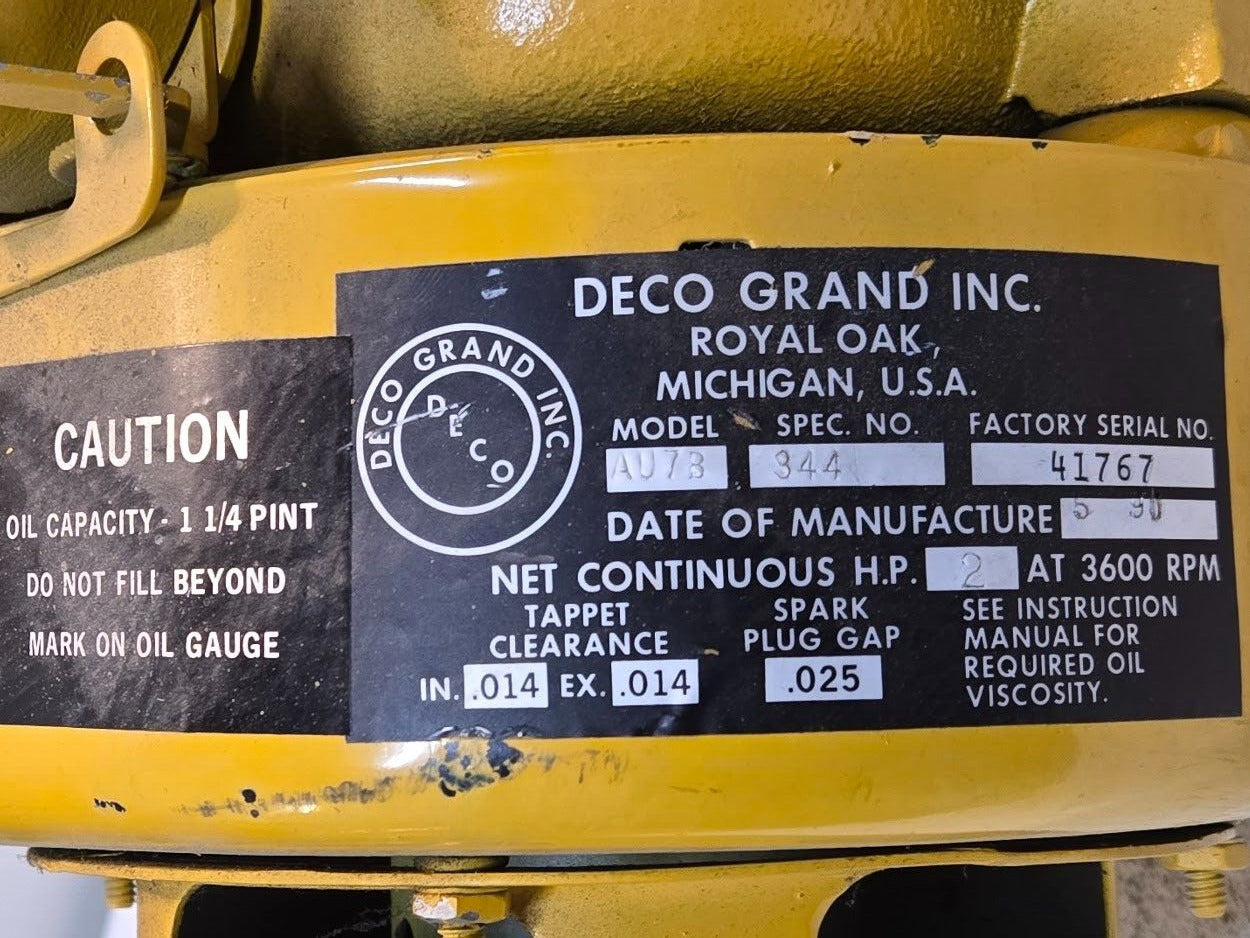 CAUTION
OIL CAPACITY - 1 1/4 PINT
DO NOT FILL BEYOND
MARK ON OIL GAUGE
DECO GRAND INC.
DECO
DECO GRAND INC.
ROYAL OAK,
MICHIGAN, U.S.A.
MODEL SPEC. NO. FACTORY SERIAL NO.
AU7B 344 41767
DATE OF MANUFACTURE 5 90
NET CONTINUOUS H.P. 2 AT 3600 RPM
TAPPET
CLEARANCE
IN. .014 EX. .014
SPARK
PLUG GAP
.025
SEE INSTRUCTION
MANUAL FOR
REQUIRED OIL
VISCOSITY.